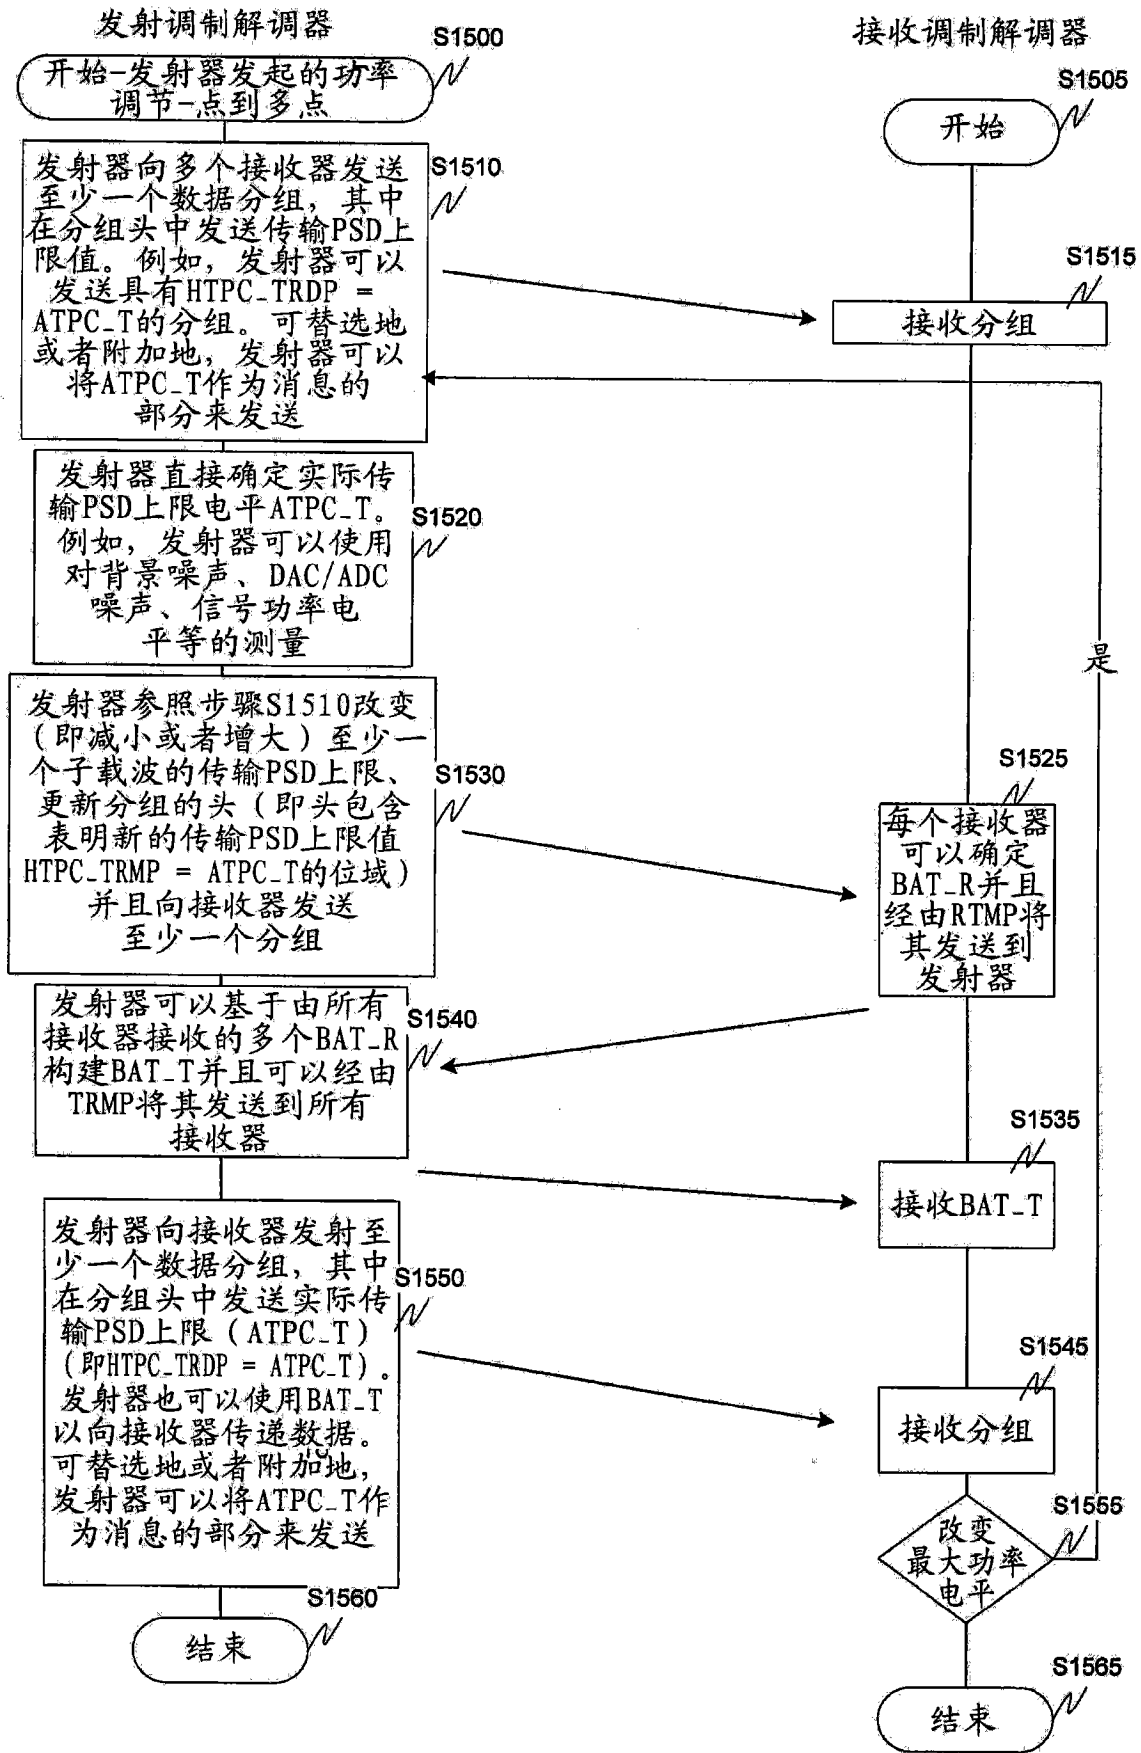 发射调制解调器
S1500
开始-发射器发起的功率
调节-点到多点
S1510
发射器向多个接收器发送
至少一个数据分组，其中
在分组头中发送传输PSD上
限值。例如，发射器可以
发送具有HTPC_TRDP =
ATPC_T的分组。可替选地
或者附加地，发射器可以
将ATPC_T作为消息的
部分来发送
发射器直接确定实际传
输PSD上限电平ATPC_T。
S1520
例如，发射器可以使用
对背景噪声、DAC/ADC
噪声、信号功率电
平等的测量
发射器参照步骤S1510改变
（即减小或者增大）至少一
个子载波的传输PSD上限、
S1530
更新分组的头（即头包含
表明新的传输PSD上限值
HTPC_TRMP = ATPC_T的位域）
并且向接收器发送
至少一个分组
发射器可以基于由所有
接收器接收的多个BAT_R
S1540
构建BAT_T并且可以经由
TRMP将其发送到所有
接收器
发射器向接收器发射至
少一个数据分组，其中
S1550
在分组头中发送实际传
输PSD上限（ATPC_T）
（即HTPC_TRDP = ATPC_T）。
发射器也可以使用BAT_T
以向接收器传递数据。
可替选地或者附加地，
发射器可以将ATPC_T作
为消息的部分来发送
S1560
结束
接收调制解调器
S1505
开始
S1515
接收分组
是
S1525
每个接收器
可以确定
BAT_R并且
经由RTMP将
其发送到
发射器
S1535
接收BAT_T
S1545
接收分组
S1555
改变
最大功率
电平
S1565
结束